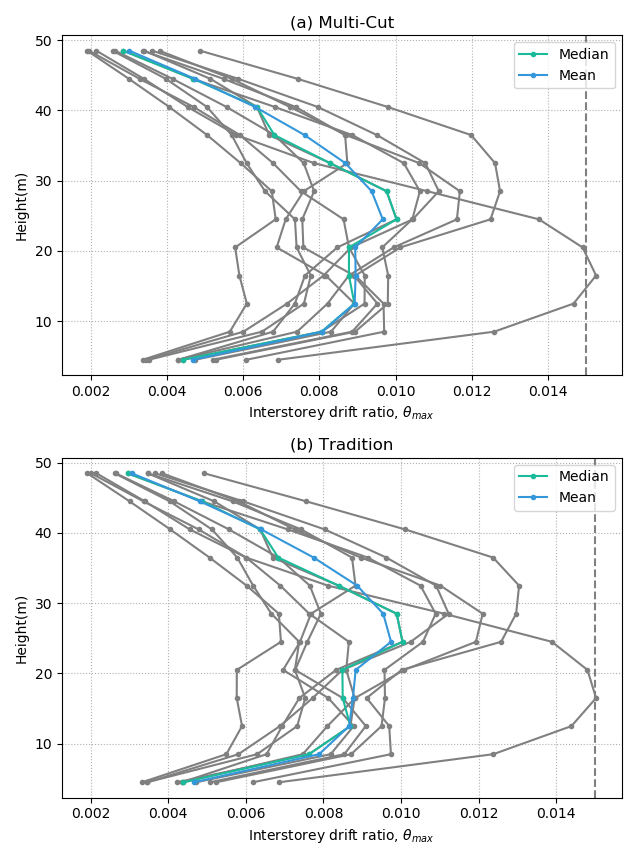 (a) Multi-Cut
50
40
30
20
10
Height(m)
Median
Mean
0.002 0.004 0.006 0.008 0.010 0.012 0.014
Interstorey drift ratio, θmax
(b) Tradition
50
40
30
20
10
Height(m)
Median
Mean
0.002 0.004 0.006 0.008 0.010 0.012 0.014
Interstorey drift ratio, θmax